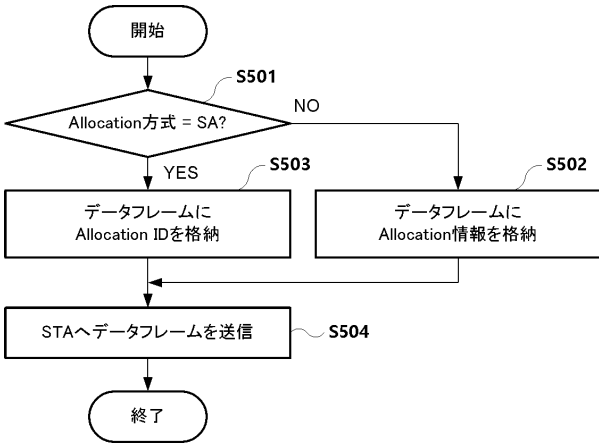 開始
S501
Allocation方式 = SA?
NO
YES
S503
S502
データフレームに
Allocation IDを格納
データフレームに
Allocation情報を格納
STAへデータフレームを送信
S504
終了